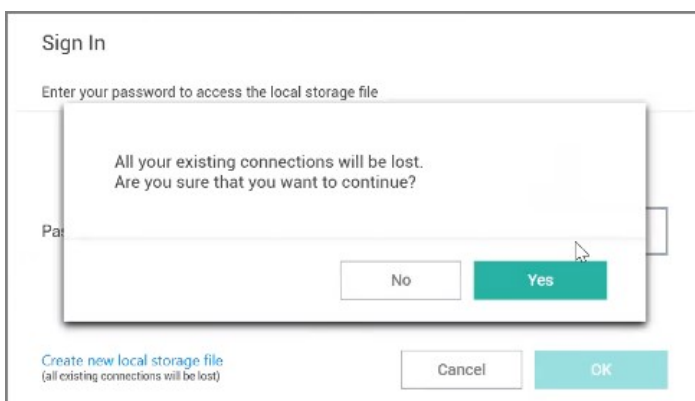 Sign In
Enter your password to access the local storage file
All your existing connections will be lost.
Are you sure that you want to continue?
No
Yes
Create new local storage file
(all existing connections will be lost)
Cancel
OK